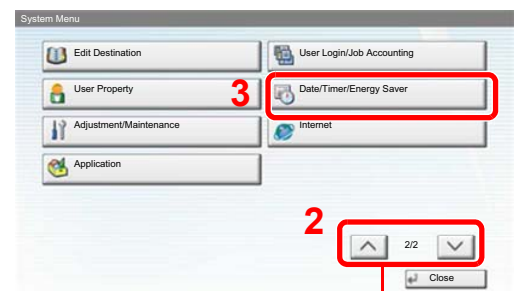 System Menu
Edit Destination
User Login/Job Accounting
User Property
3
Date/Timer/Energy Saver
Adjustment/Maintenance
Internet
Application
2
2/2
Close